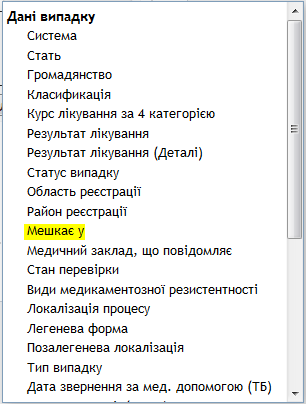 Дані випадку
Система
Стать
Громадянство
Класифікація
Курс лікування за 4 категорією
Результат лікування
Результат лікування (Деталі)
Статус випадку
Область реєстрації
Район реєстрації
Мешкає у
Медичний заклад, що повідомляє
Стан перевірки
Види медикаментозної резистентності
Локалізація процесу
Легенева форма
Позалегенева локалізація
Тип випадку
Дата звернення за мед. допомогою (ТБ)